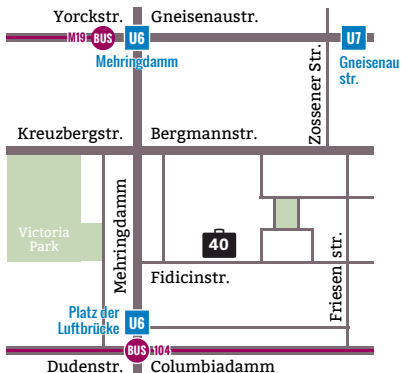 Yorckstr. Gneisenaustr.
M19 BUS U6 U7
Mehringdamm
Gneisenau
str.
Zossener Str.
Kreuzbergstr. Bergmannstr.
Mehringdamm
Victoria
Park
40
Fidicinstr.
Friesen str.
Platz der
Luftbrücke U6
BUS 104
Dudenstr. Columbiadamm